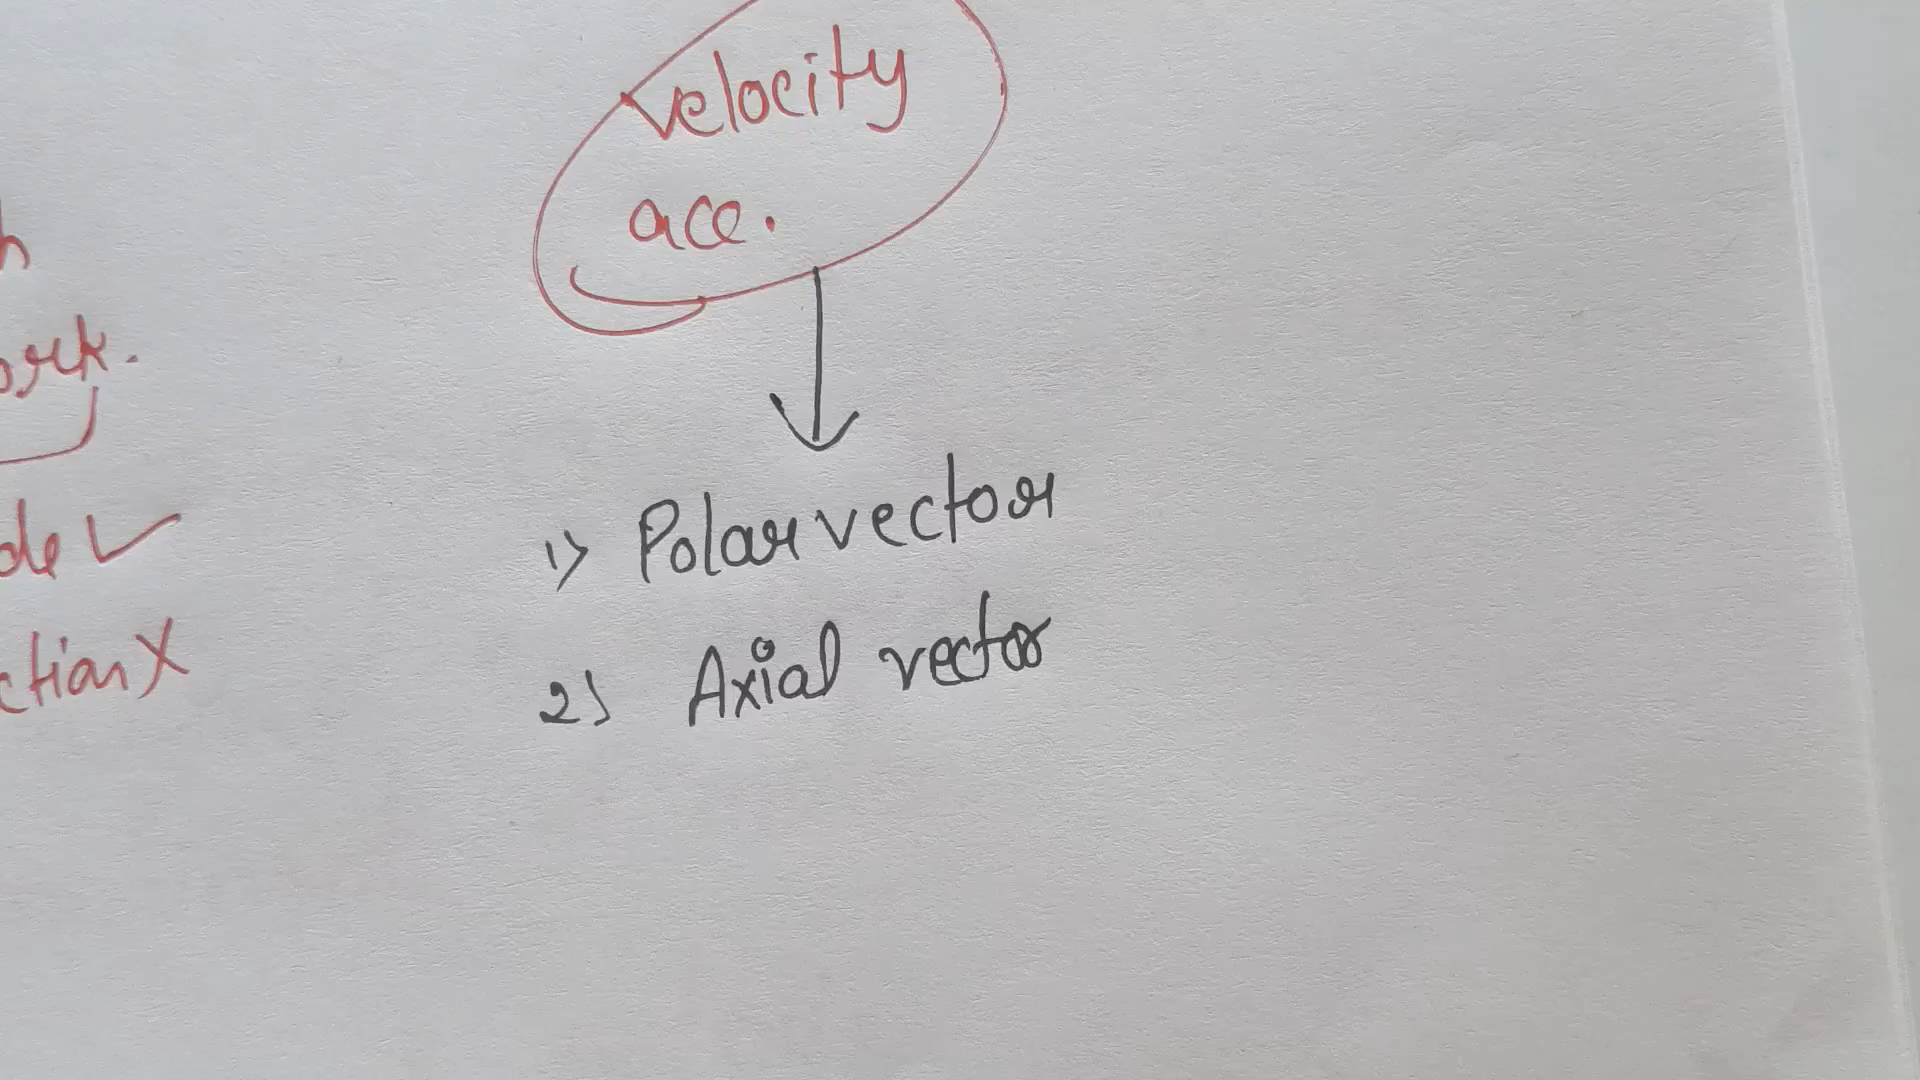 velocity
acc.
1) Polar vector
2) Axial vector